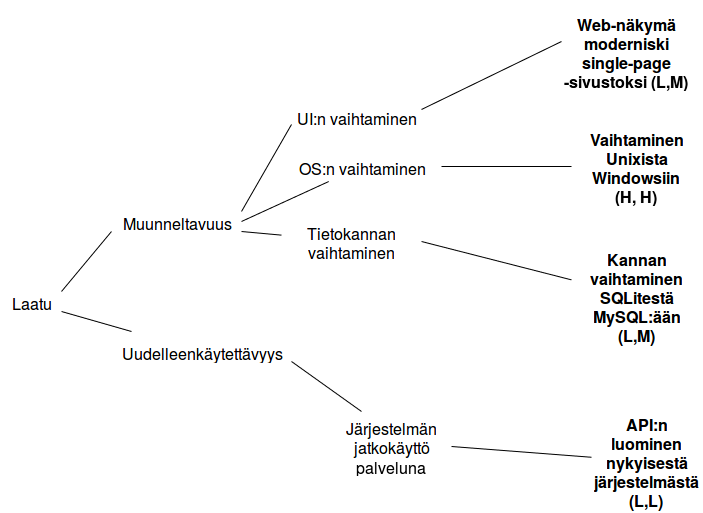 Web-näkymä
moderniski
single-page
-sivustoksi (L,M)
UI:n vaihtaminen
OS:n vaihtaminen
Vaihtaminen
Unixista
Windowsiin
(H, H)
Muunneltavuus
Tietokannan
vaihtaminen
Kannan
vaihtaminen
SQLitestä
MySQL:ään
(L,M)
Laatu
Uudelleenkäytettävyys
Järjestelmän
jatkokäyttö
palveluna
API:n
luominen
nykyisestä
järjestelmästä
(L,L)